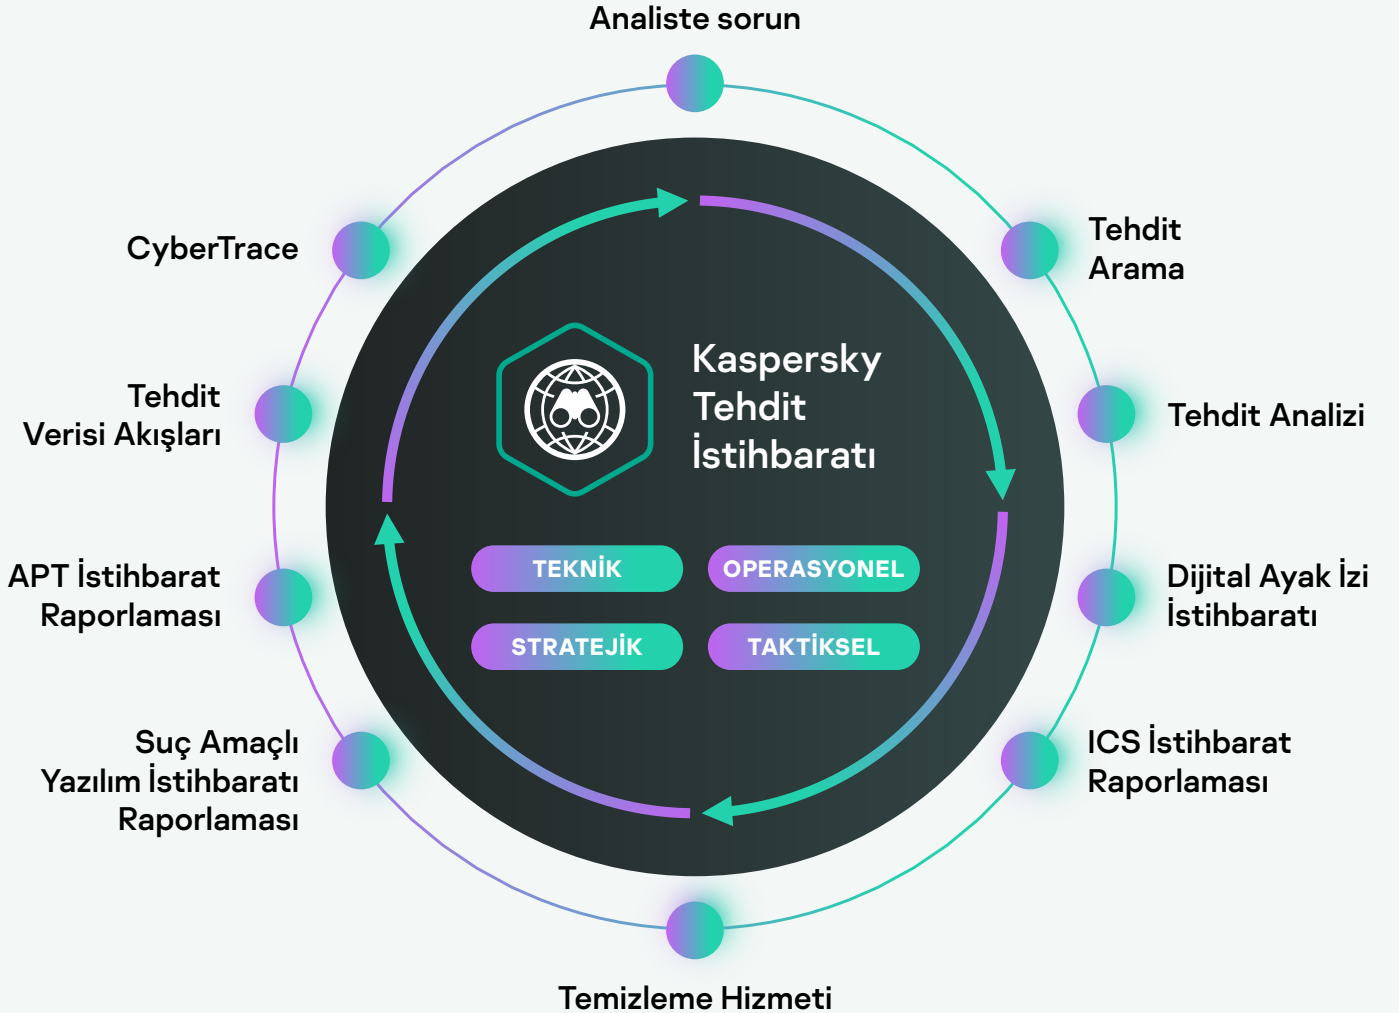 Analiste sorun
CyberTrace
Tehdit
Arama
Tehdit
Verisi Akışları
Kaspersky
Tehdit
İstihbaratı
Tehdit Analizi
APT İstihbarat
Raporlaması
TEKNİK
OPERASYONEL
STRATEJİK
TAKTİKSEL
Dijital Ayak İzi
İstihbaratı
Suç Amaçlı
Yazılım İstihbaratı
Raporlaması
ICS İstihbarat
Raporlaması
Temizleme Hizmeti